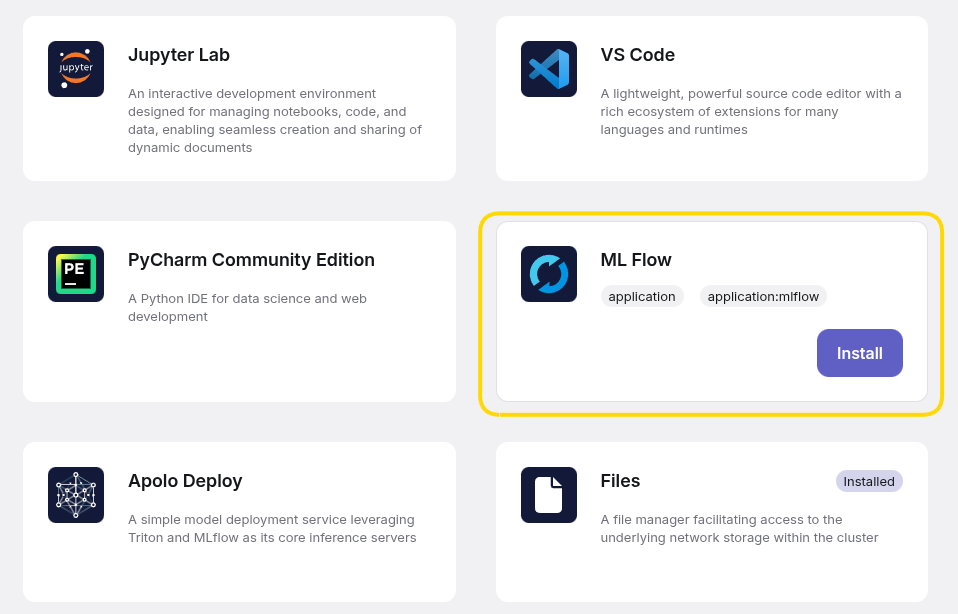 Jupyter Lab
jupyter
An interactive development environment
designed for managing notebooks, code, and
data, enabling seamless creation and sharing of
dynamic documents
VS Code
A lightweight, powerful source code editor with a
rich ecosystem of extensions for many
languages and runtimes
PyCharm Community Edition
PE
A Python IDE for data science and web
development
ML Flow
application application:mlflow
Install
Apolo Deploy
A simple model deployment service leveraging
Triton and MLflow as its core inference servers
Files Installed
A file manager facilitating access to the
underlying network storage within the cluster